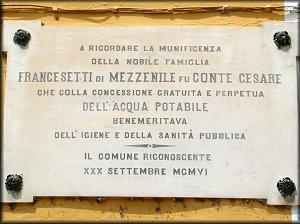 A RICORDARE LA MUNIFICENZA
DELLA NOBILE FAMIGLIA
FRANCESETTI DI MEZZENILE FU CONTE CESARE
CHE COLLA CONCESSIONE GRATUITA E PERPETUA
DELL'ACQUA POTABILE
BENEMERITAVA
DELL'IGIENE E DELLA SANITÀ PUBBLICA
IL COMUNE RICONOSCENTE
XXX SETTEMBRE MCMVI